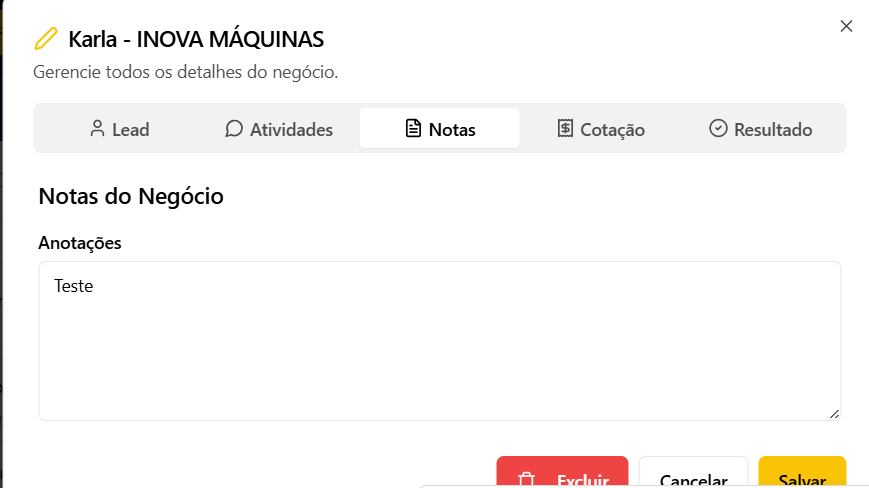 Karla - INOVA MÁQUINAS
Gerencie todos os detalhes do negócio.
Lead Atividades Notas Cotação Resultado
Notas do Negócio
Anotações
Teste
Excluir Cancelar Salvar